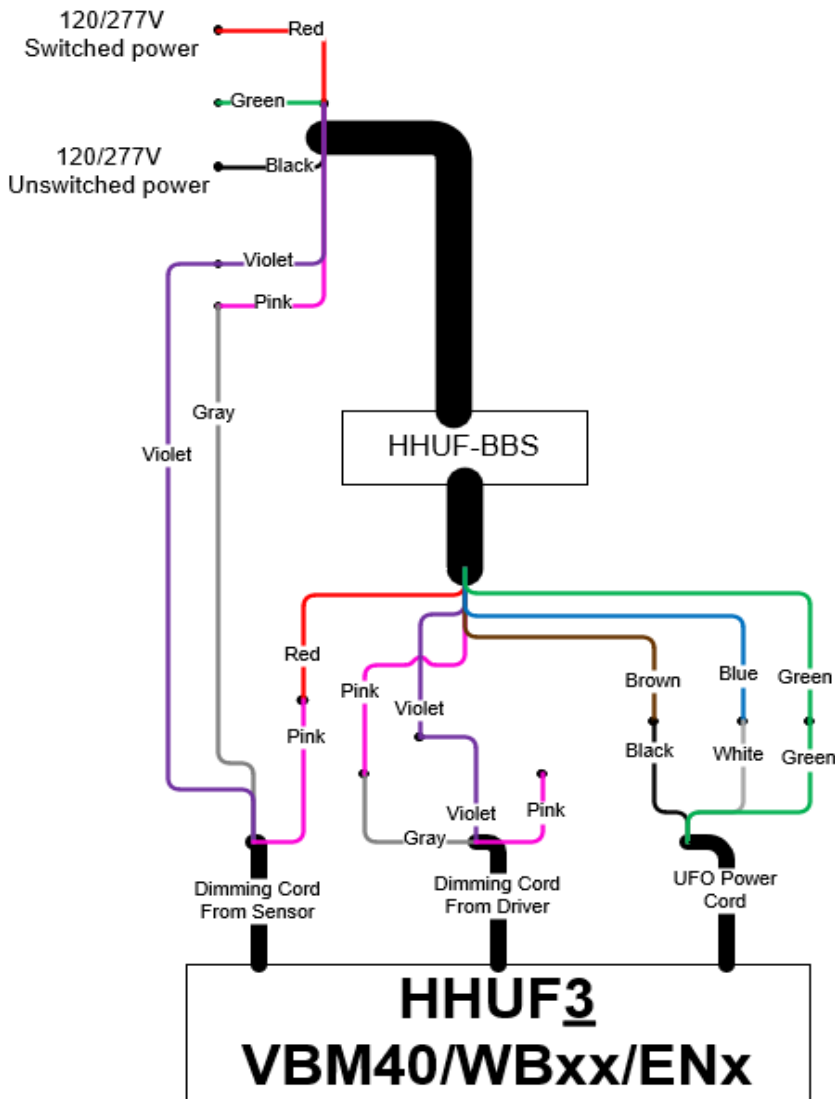 120/277V
Switched power
Red
Green
120/277V
Unswitched power
Black
Violet
Pink
Gray
Violet
HHUF-BBS
Red
Pink
Pink
Violet
Brown
Blue
Green
Black
White
Green
Violet
Pink
Gray
Dimming Cord
From Sensor
Dimming Cord
From Driver
UFO Power
Cord
HHUF3
VBM40/WBxx/ENx